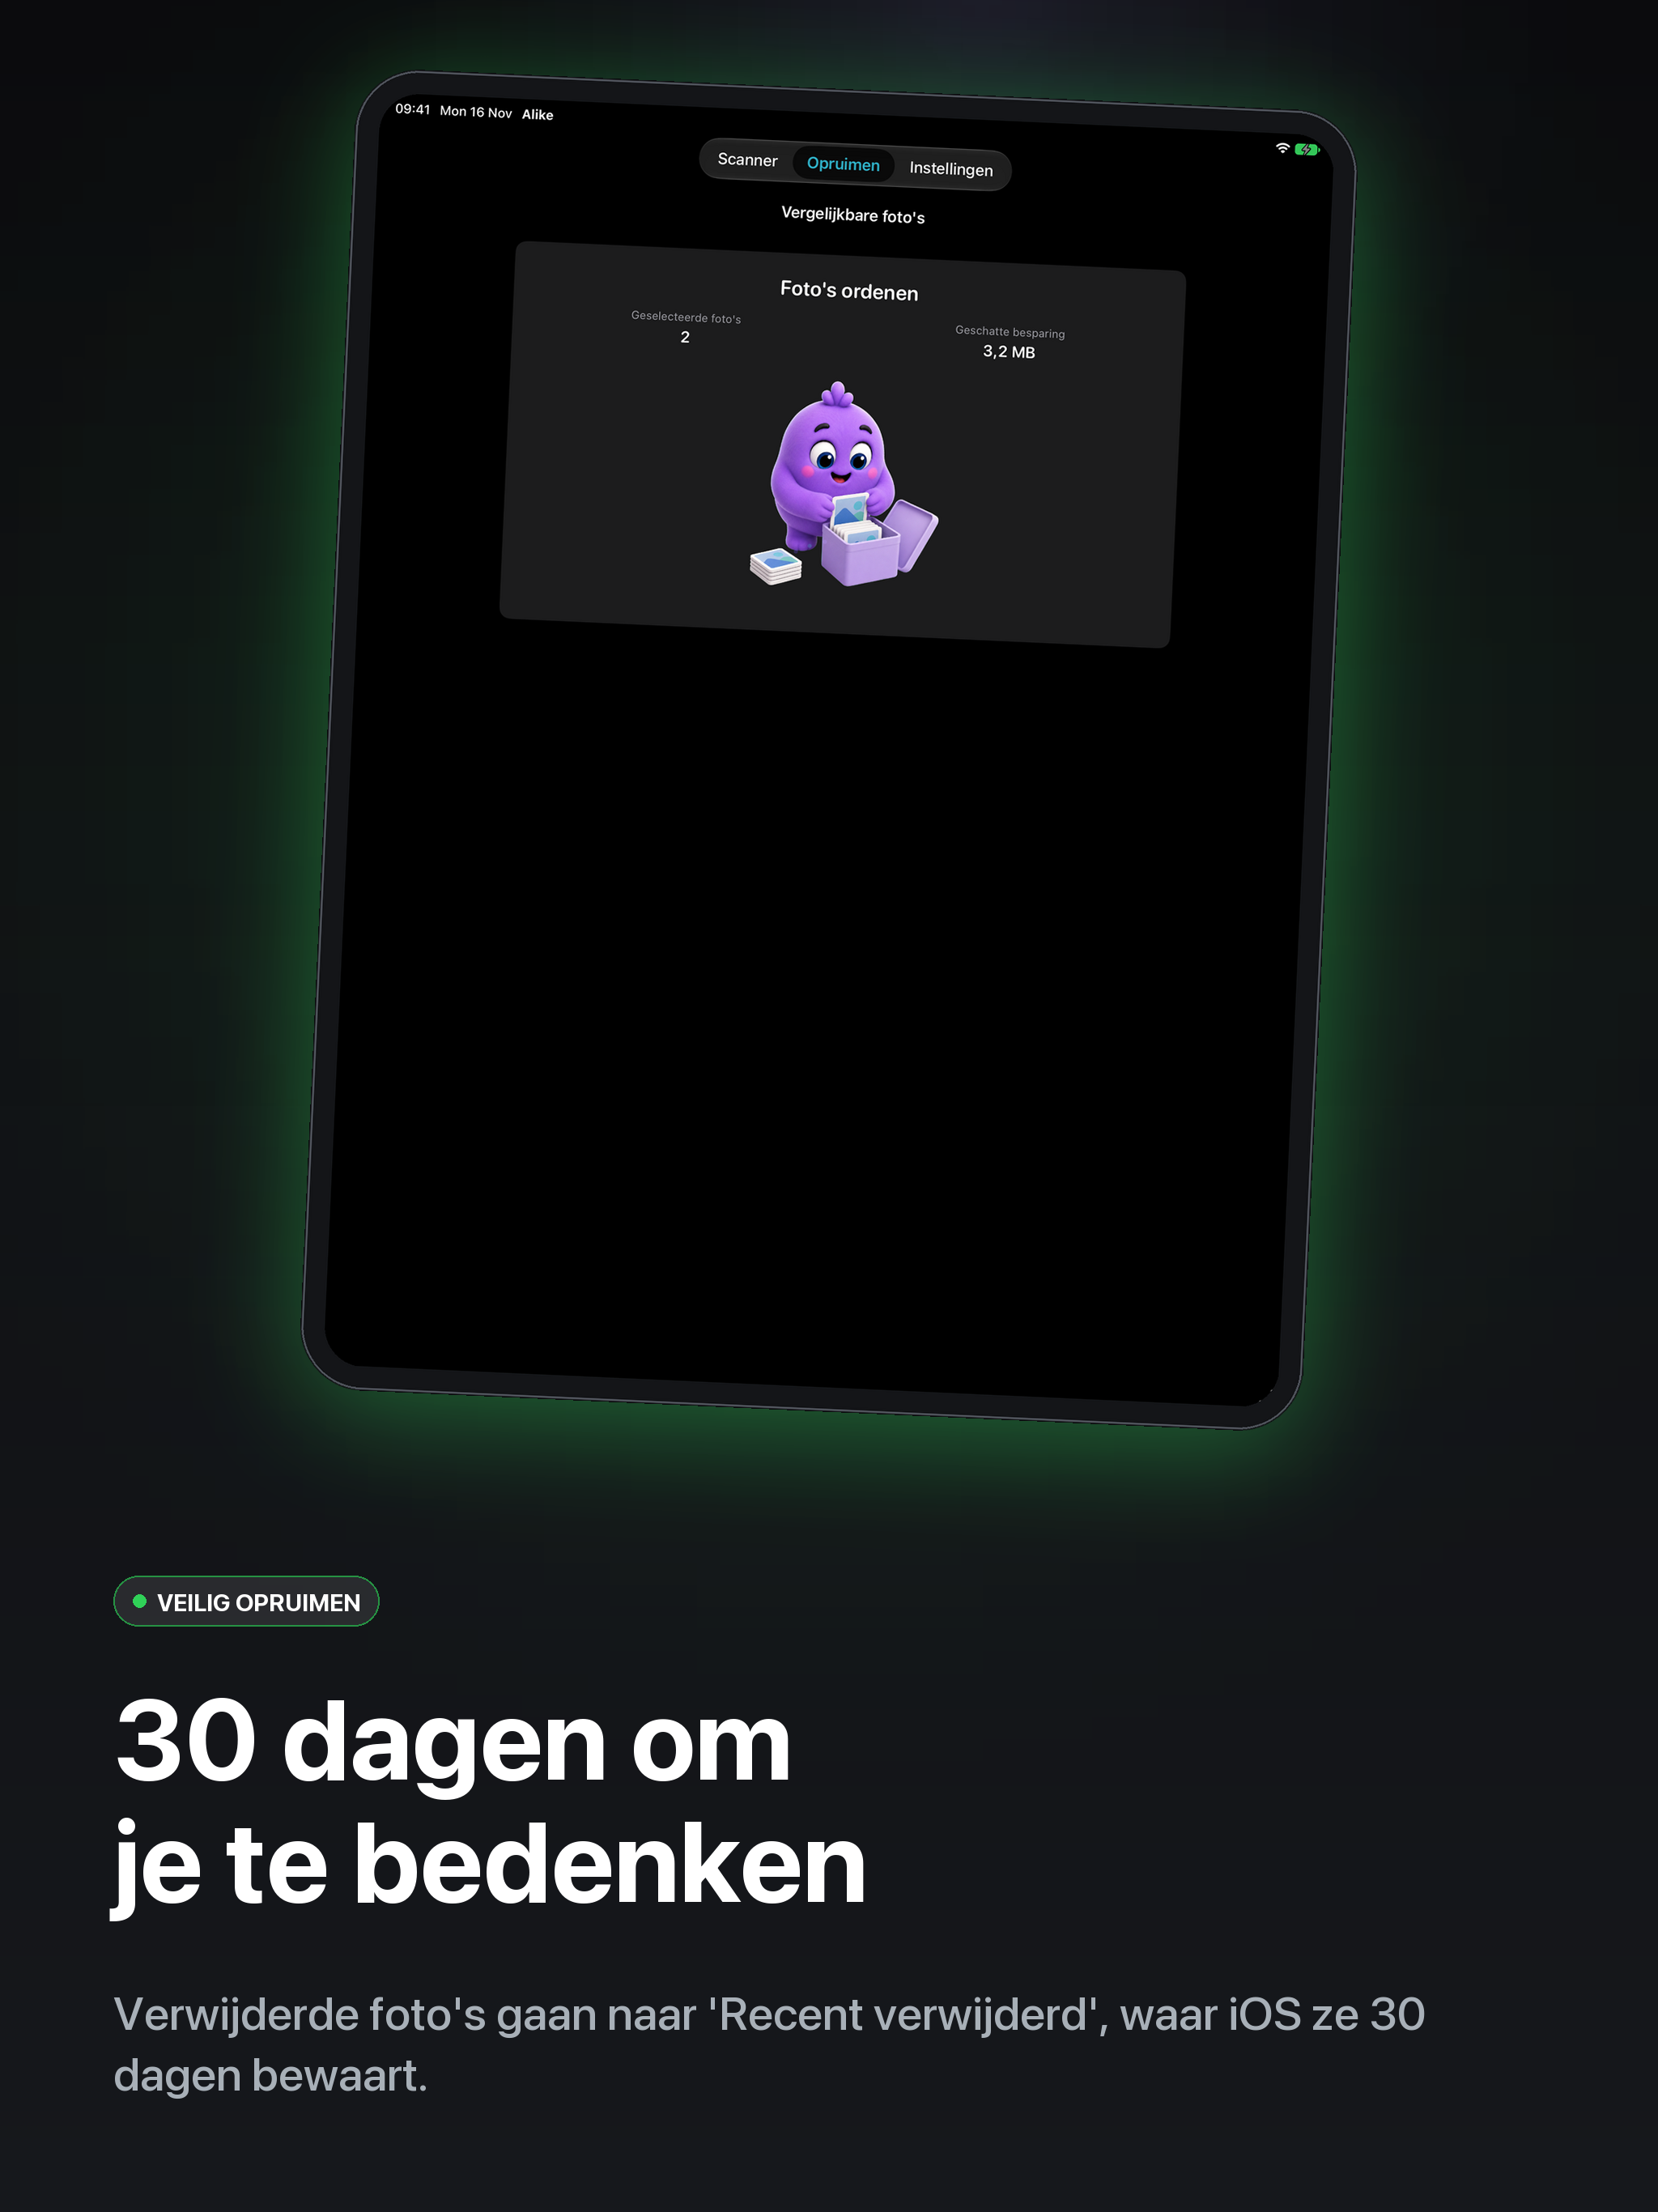 09:41 Mon 16 Nov Alike
Scanner Opruimen Instellingen
Vergelijkbare foto's
Foto's ordenen
Geselecteerde foto's
2
Geschatte besparing
3,2 MB
VEILIG OPRUIMEN
30 dagen om
je te bedenken
Verwijderde foto's gaan naar 'Recent verwijderd', waar iOS ze 30
dagen bewaart.